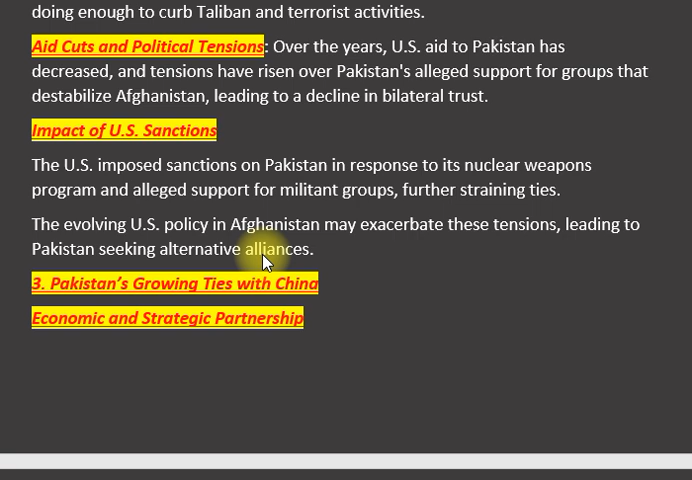 doing enough to curb Taliban and terrorist activities.
Aid Cuts and Political Tensions: Over the years, U.S. aid to Pakistan has
decreased, and tensions have risen over Pakistan's alleged support for groups that
destabilize Afghanistan, leading to a decline in bilateral trust.
Impact of U.S. Sanctions
The U.S. imposed sanctions on Pakistan in response to its nuclear weapons
program and alleged support for militant groups, further straining ties.
The evolving U.S. policy in Afghanistan may exacerbate these tensions, leading to
Pakistan seeking alternative alliances.
3. Pakistan’s Growing Ties with China
Economic and Strategic Partnership